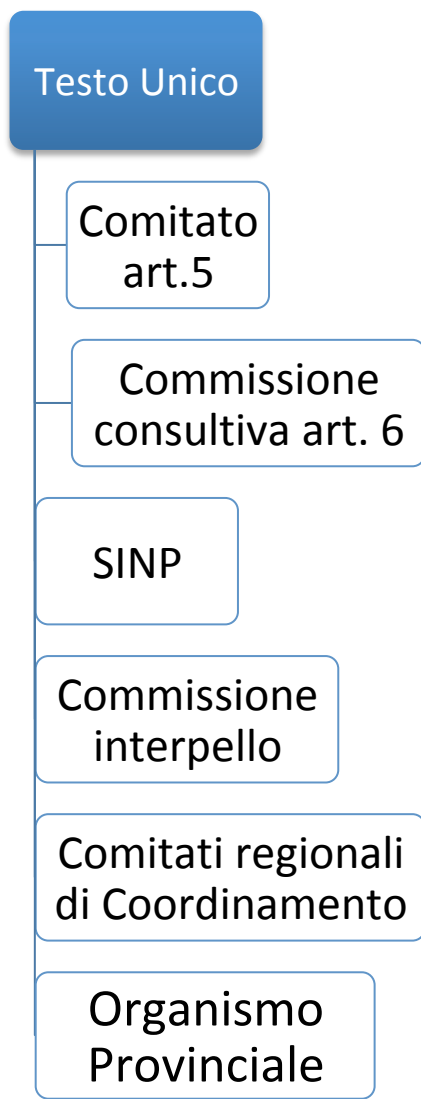 Testo Unico
Comitato
art.5
Commissione
consultiva art. 6
SINP
Commissione
interpello
Comitati regionali
di Coordinamento
Organismo
Provinciale